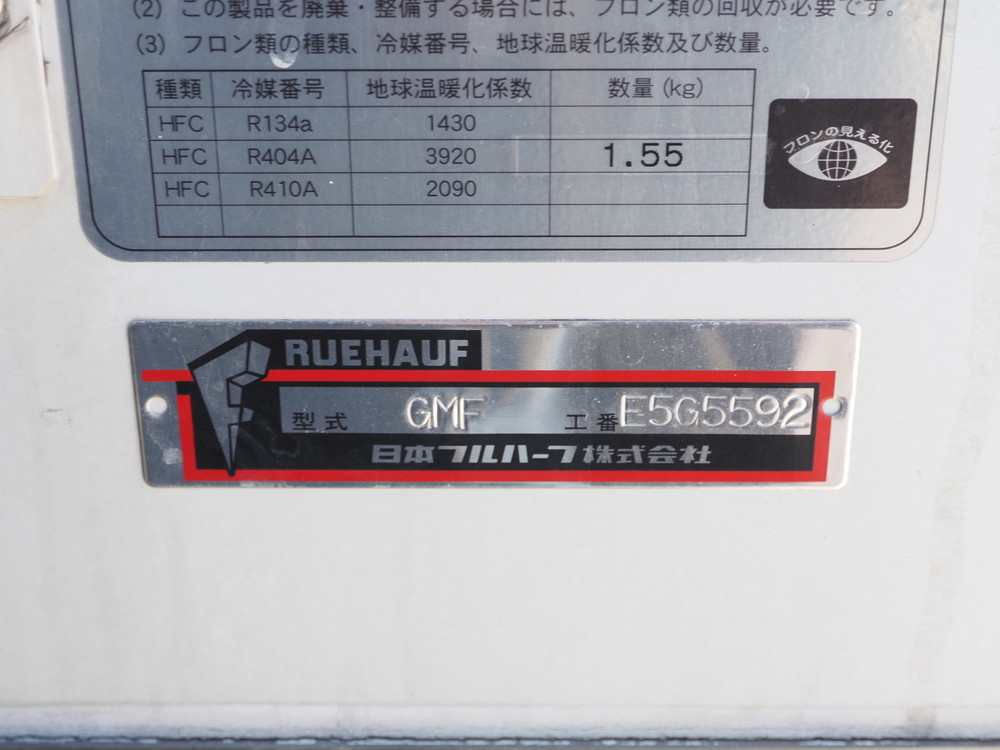 (2) この製品を廃棄・整備する場合には、フロン類の回収が必要です。
(3) フロン類の種類、冷媒番号、地球温暖化係数及び数量。
種類 冷媒番号 地球温暖化係数 数量 (kg)
HFC R134a 1430
HFC R404A 3920 1.55
HFC R410A 2090
フロンの見える化
RUEHAUF
型式 GMF 工番 E5G5592
日本フルハーフ株式会社